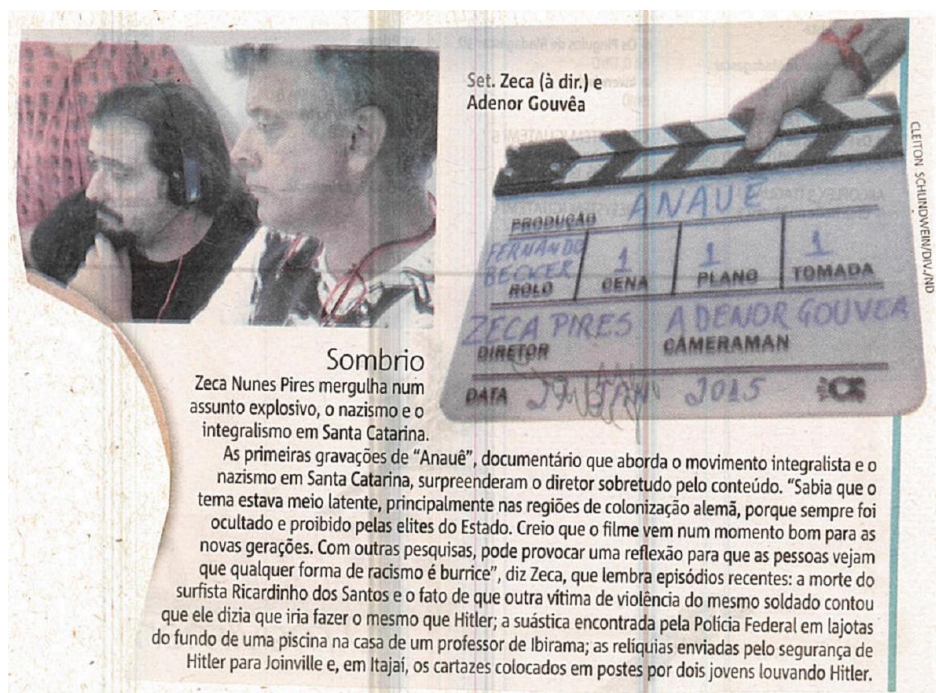 Set. Zeca (à dir.) e
Adenor Gouvêa
CLEITON SCHLINDWEIN/DIV./ND
ANAUÊ
PRODUÇÃO
FERNANDO
BECKER
ROLO
1
CENA
1
PLANO
1
TOMADA
ZECA PIRES
DIRETOR
ADENOR GOUVEA
CÂMERAMAN
DATA 27 JAN 2015
Sombrio
Zeca Nunes Pires mergulha num
assunto explosivo, o nazismo e o
integralismo em Santa Catarina.
As primeiras gravações de “Anauê”, documentário que aborda o movimento integralista e o
nazismo em Santa Catarina, surpreenderam o diretor sobretudo pelo conteúdo. “Sabia que o
tema estava meio latente, principalmente nas regiões de colonização alemã, porque sempre foi
ocultado e proibido pelas elites do Estado. Creio que o filme vem num momento bom para as
novas gerações. Com outras pesquisas, pode provocar uma reflexão para que as pessoas vejam
que qualquer forma de racismo é burrice”, diz Zeca, que lembra episódios recentes: a morte do
surfista Ricardinho dos Santos e o fato de que outra vítima de violência do mesmo soldado contou
que ele dizia que iria fazer o mesmo que Hitler; a suástica encontrada pela Polícia Federal em lajotas
do fundo de uma piscina na casa de um professor de Ibirama; as relíquias enviadas pelo segurança de
Hitler para Joinville e, em Itajaí, os cartazes colocados em postes por dois jovens louvando Hitler.